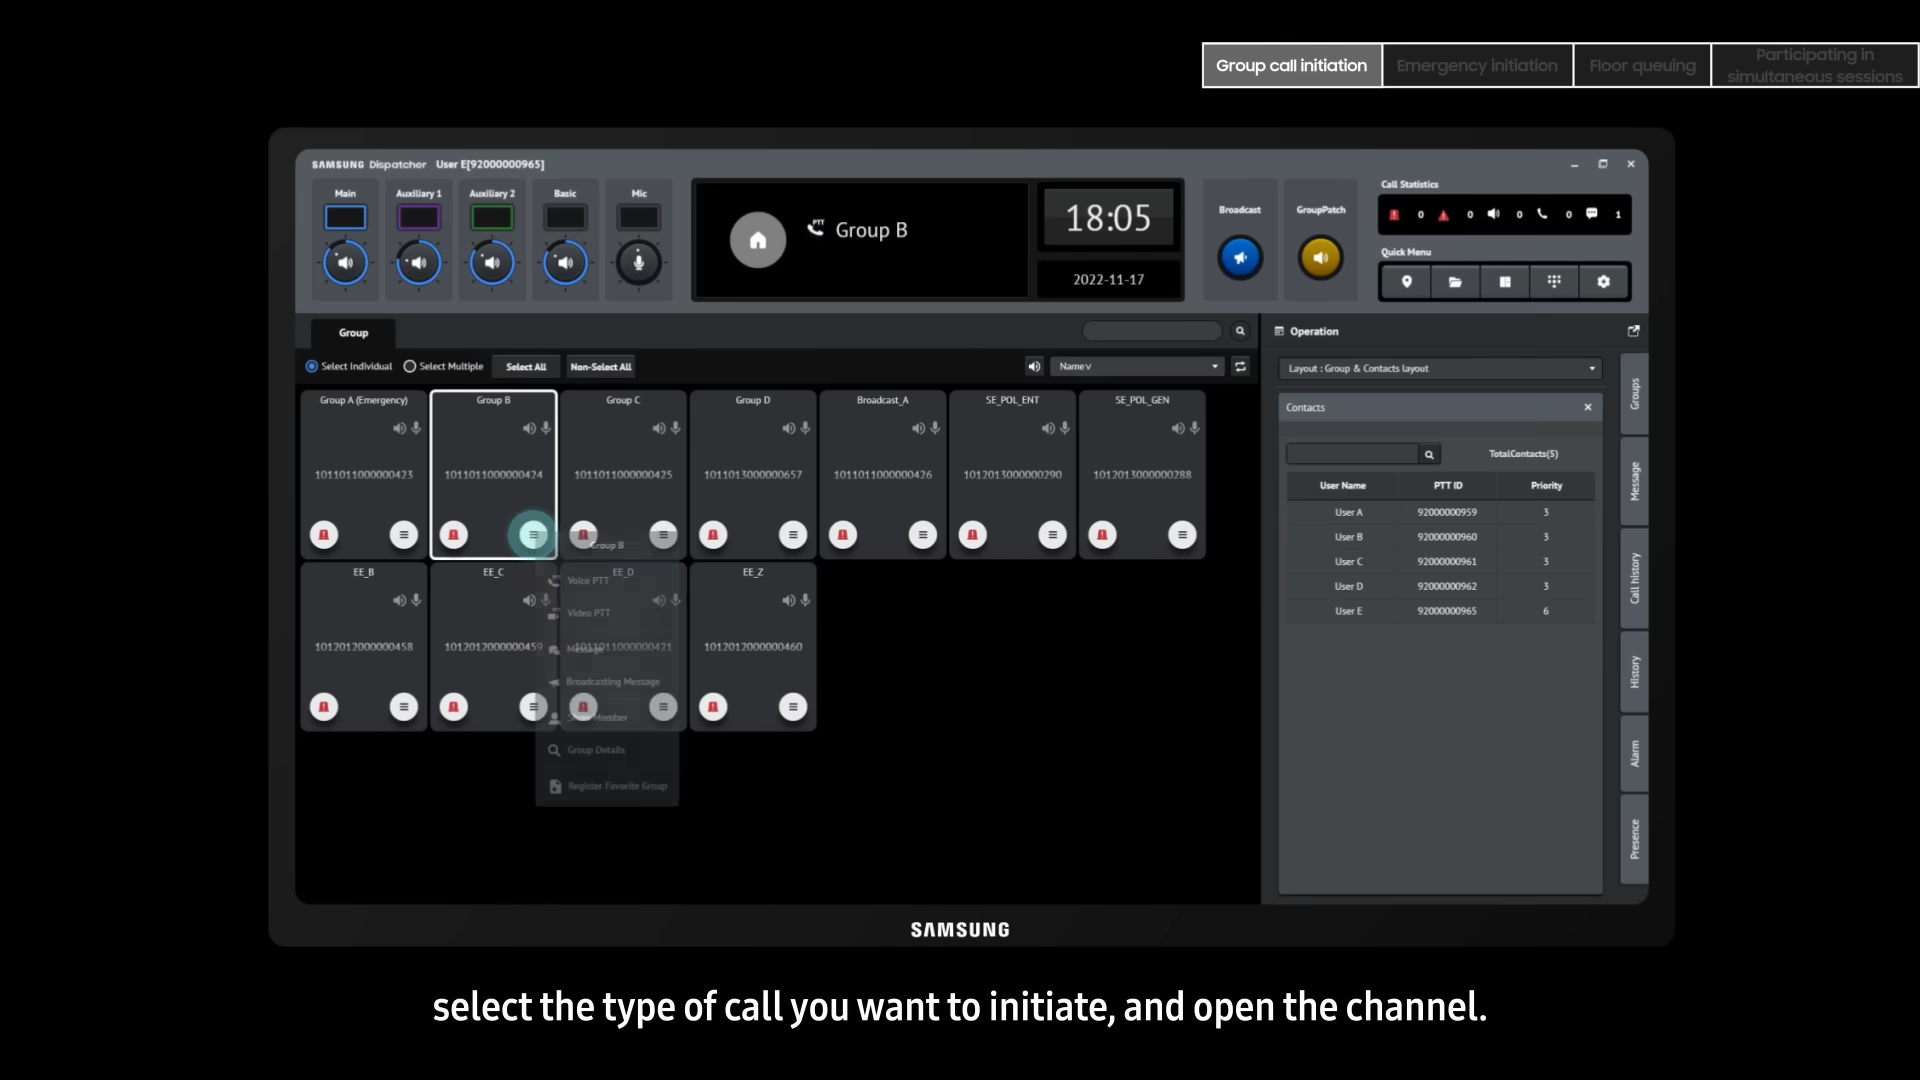 Group call initiation
Emergency initiation
Floor queuing
Participating in
simultaneous sessions
SAMSUNG Dispatcher User E[92000000965]
Main
Auxiliary 1
Auxiliary 2
Basic
Mic
PTT
Group B
18:05
2022-11-17
Broadcast
GroupPatch
Call Statistics
0 0 0 0 1
Quick Menu
Group
Select Individual
Select Multiple
Select All
Non-Select All
Name∨
Group A (Emergency)
1011011000000423
Group B
1011011000000424
Group C
1011011000000425
Group D
1011013000000657
Broadcast_A
1011011000000426
SE_POL_ENT
1012013000000290
SE_POL_GEN
1012013000000288
EE_B
1012012000000458
EE_C
1012012000000459
EE_D
1011011000000421
EE_Z
1012012000000460
Group B
Voice PTT
Video PTT
Message
Broadcasting Message
Show Member
Group Details
Register Favorite Group
Operation
Layout : Group & Contacts layout
Contacts
TotalContacts(5)
User Name PTT ID Priority
User A 92000000959 3
User B 92000000960 3
User C 92000000961 3
User D 92000000962 3
User E 92000000965 6
Groups
Message
Call history
History
Alarm
Presence
SAMSUNG
select the type of call you want to initiate, and open the channel.